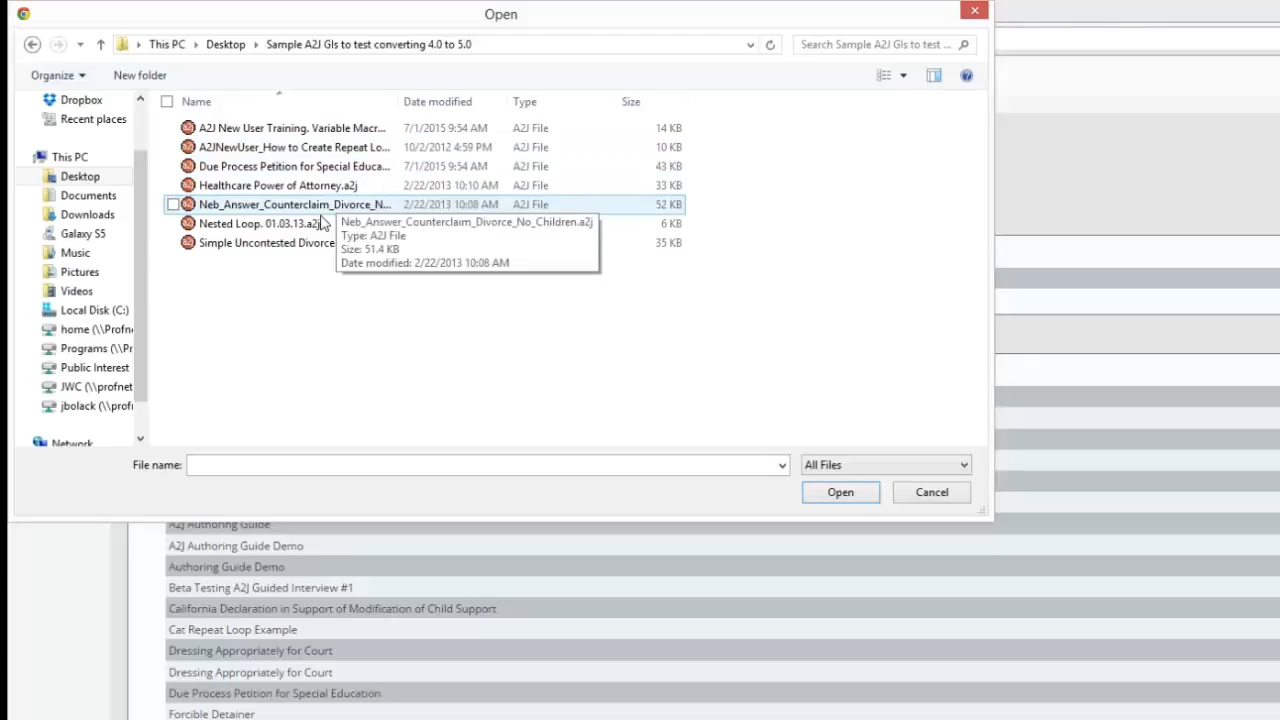 Open
This PC
Desktop
Sample A2J GIs to test converting 4.0 to 5.0
Search Sample A2J GIs to test ...
Organize
New folder
Dropbox
Recent places
This PC
Desktop
Documents
Downloads
Galaxy S5
Music
Pictures
Videos
Local Disk (C:)
home (\\Profn
Programs (\\Pr
Public Interest
JWC (\\profnet
jbolack (\\prof
Network
Name Date modified Type Size
A2J New User Training. Variable Macr... 7/1/2015 9:54 AM A2J File 14 KB
A2JNewUser_How to Create Repeat Lo... 10/2/2012 4:59 PM A2J File 10 KB
Due Process Petition for Special Educa... 7/1/2015 9:54 AM A2J File 43 KB
Healthcare Power of Attorney.a2j 2/22/2013 10:10 AM A2J File 33 KB
Neb_Answer_Counterclaim_Divorce_N... 2/22/2013 10:08 AM A2J File 52 KB
Nested Loop. 01.03.13.a2j 6 KB
Simple Uncontested Divorce 35 KB
Neb_Answer_Counterclaim_Divorce_No_Children.a2j
Type: A2J File
Size: 51.4 KB
Date modified: 2/22/2013 10:08 AM
File name:
All Files
Open
Cancel
A2J Authoring Guide
A2J Authoring Guide Demo
Authoring Guide Demo
Beta Testing A2J Guided Interview #1
California Declaration in Support of Modification of Child Support
Cat Repeat Loop Example
Dressing Appropriately for Court
Dressing Appropriately for Court
Due Process Petition for Special Education
Forcible Detainer